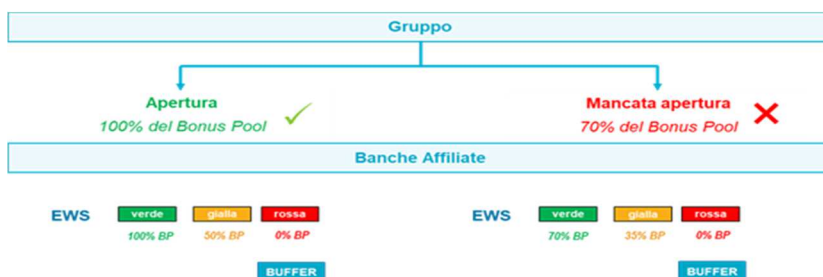 Gruppo
Apertura
100% del Bonus Pool
Mancata apertura
70% del Bonus Pool
Banche Affiliate
EWS verde gialla rossa
100% BP 50% BP 0% BP
EWS verde gialla rossa
70% BP 35% BP 0% BP
BUFFER
BUFFER